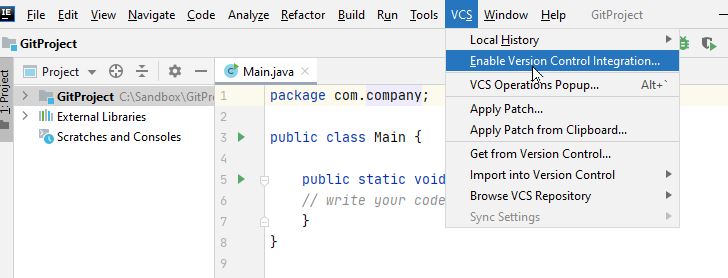 IE File Edit View Navigate Code Analyze Refactor Build Run Tools VCS Window Help GitProject
GitProject
Local History
Enable Version Control Integration...
VCS Operations Popup... Alt+`
Apply Patch...
Apply Patch from Clipboard...
Get from Version Control...
Import into Version Control
Browse VCS Repository
Sync Settings
1: Project
Project
GitProject C:\Sandbox\GitPro
External Libraries
Scratches and Consoles
Main.java
1 package com.company;
2
3 public class Main {
4
5 public static void
6 // write your code
7 }
8 }
9